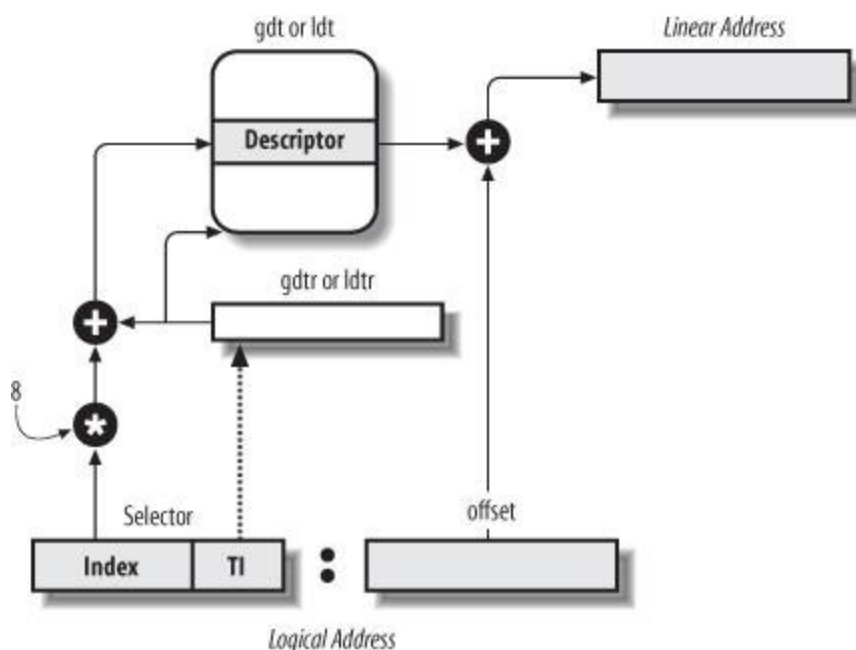 gdt or ldt
Linear Address
Descriptor
+
gdtr or ldtr
+
8
*
Selector
offset
Index
TI
:
Logical Address